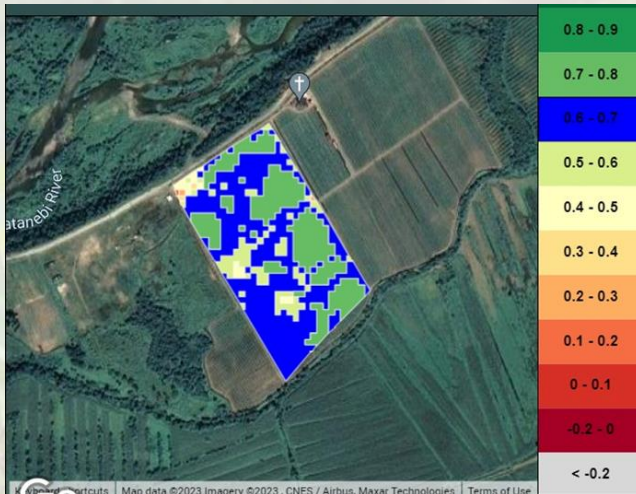 atanebi River
0.8 - 0.9
0.7 - 0.8
0.6 - 0.7
0.5 - 0.6
0.4 - 0.5
0.3 - 0.4
0.2 - 0.3
0.1 - 0.2
0 - 0.1
-0.2 - 0
< -0.2
Keyboard shortcuts
Map data ©2023 Imagery ©2023 , CNES / Airbus, Maxar Technologies
Terms of Use